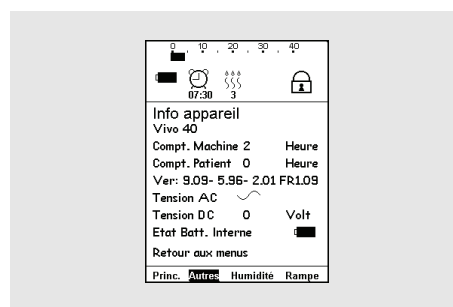 0 10 20 30 40
07:30 3
Info appareil
Vivo 40
Compt. Machine 2 Heure
Compt. Patient 0 Heure
Ver: 9.09- 5.96- 2.01 FR1.09
Tension AC
Tension DC 0 Volt
Etat Batt. Interne
Retour aux menus
Princ. Autres Humidité Rampe